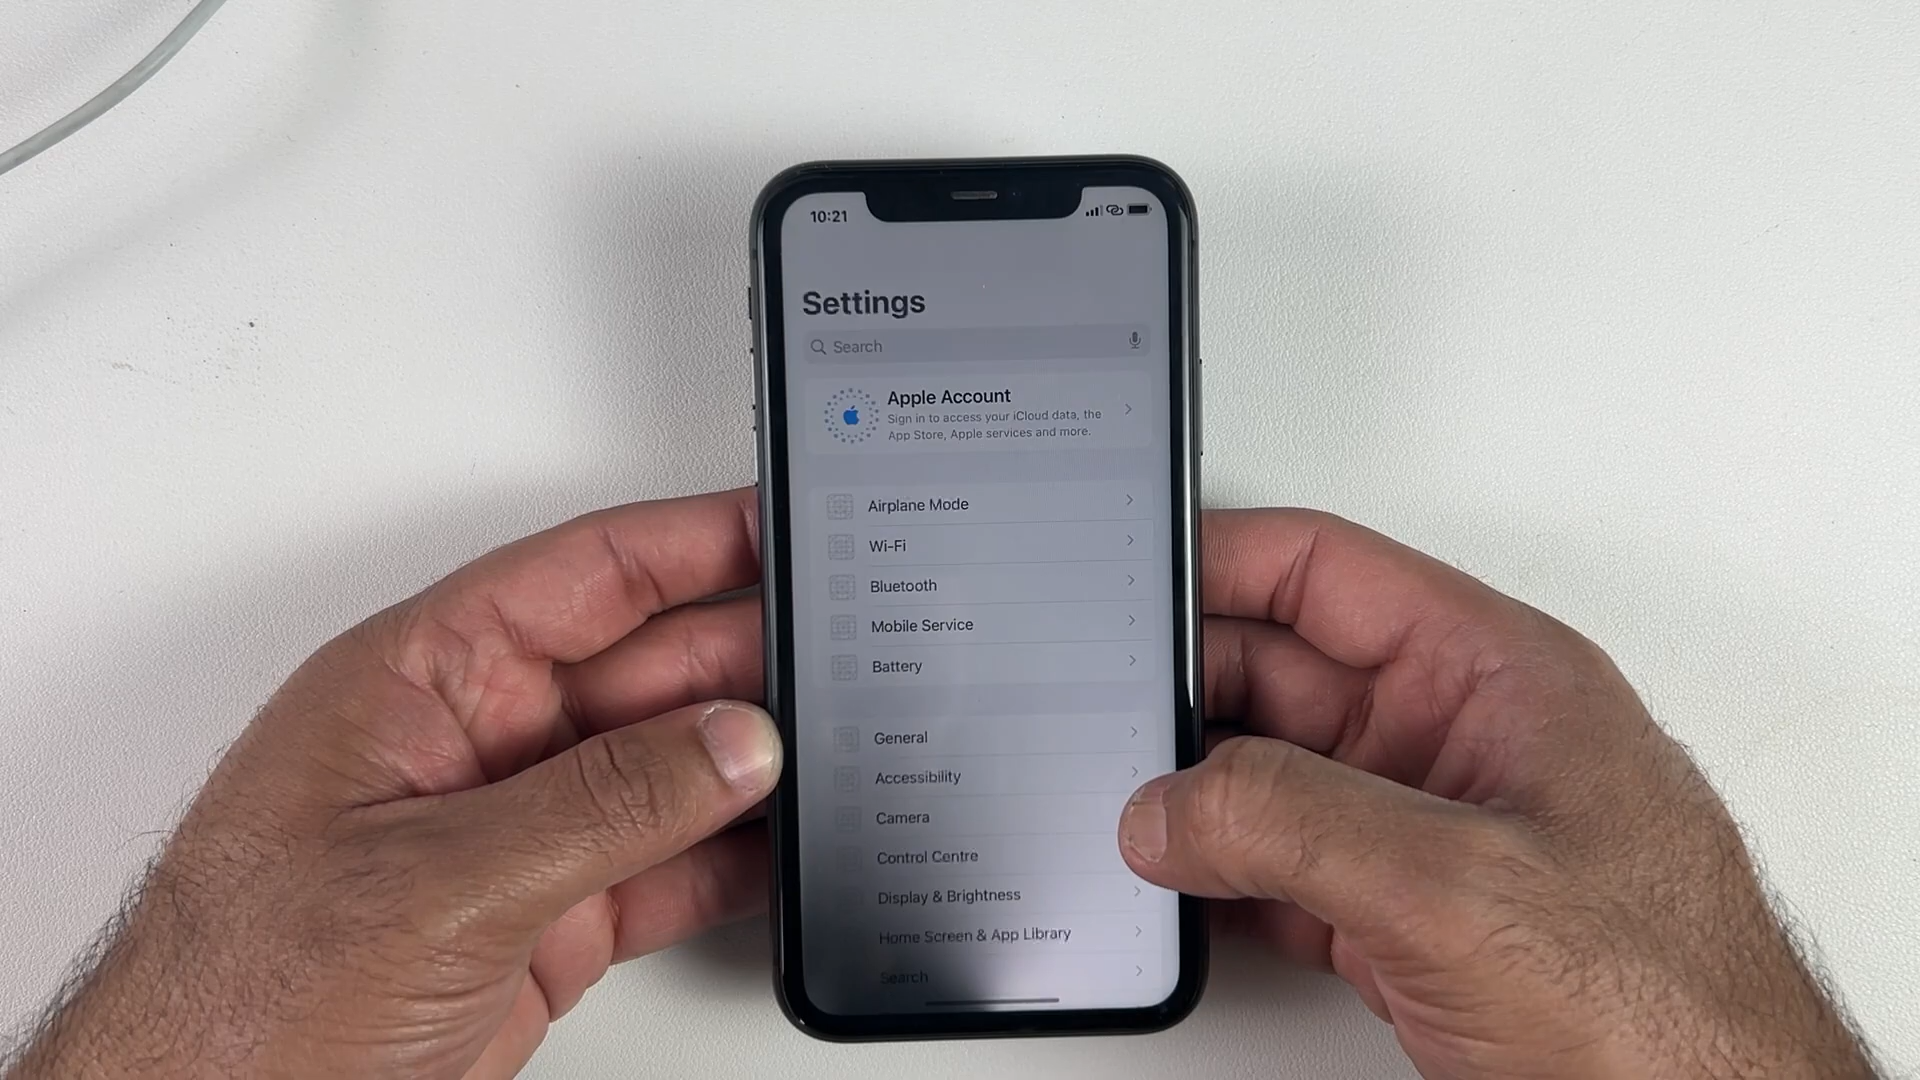 10:21
Settings
Search
Apple Account
Sign in to access your iCloud data, the
App Store, Apple services and more.
Airplane Mode
Wi-Fi
Bluetooth
Mobile Service
Battery
General
Accessibility
Camera
Control Centre
Display & Brightness
Home Screen & App Library
Search